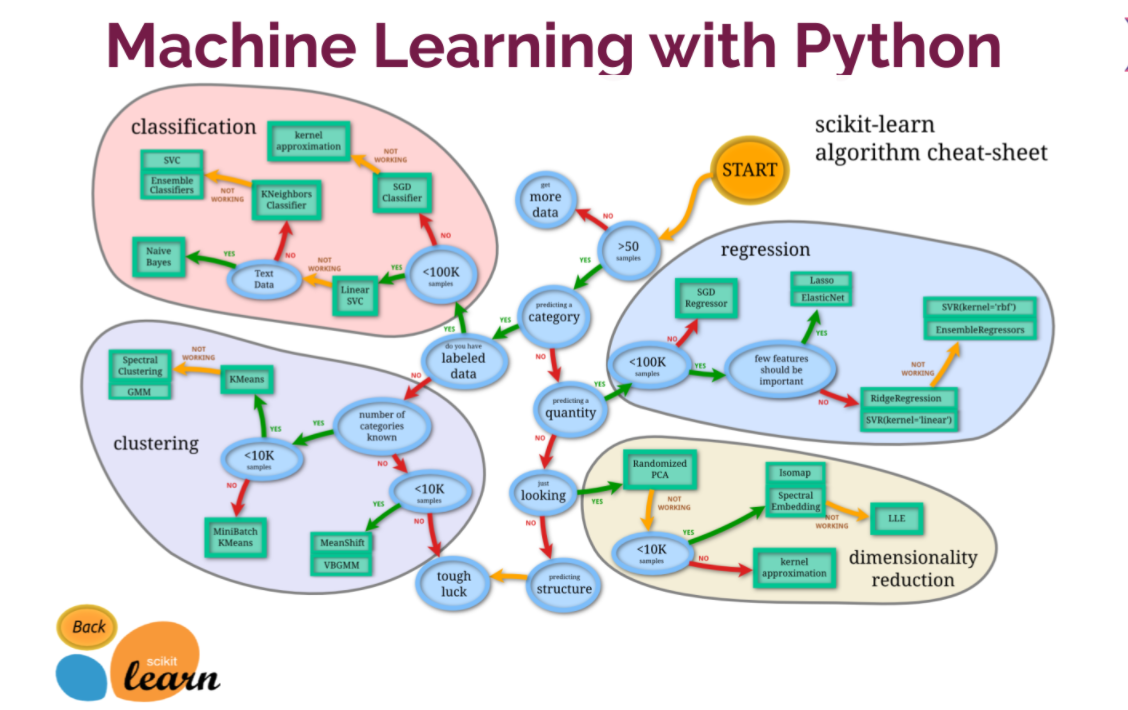 Machine Learning with Python
scikit-learn
algorithm cheat-sheet
START
get
more
data
NO
>50
samples
YES
predicting a
category
YES
NO
do you have
labeled
data
YES
NO
predicting a
quantity
YES
NO
just
looking
YES
NO
predicting
structure
tough
luck
classification
kernel
approximation
NOT
WORKING
SGD
Classifier
NO
<100K
samples
YES
Linear
SVC
NOT
WORKING
Text
Data
YES
Naive
Bayes
NO
KNeighbors
Classifier
NOT
WORKING
SVC
Ensemble
Classifiers
regression
SGD
Regressor
NO
<100K
samples
YES
few features
should be
important
YES
Lasso
ElasticNet
NO
RidgeRegression
SVR(kernel='linear')
NOT
WORKING
SVR(kernel='rbf')
EnsembleRegressors
clustering
number of
categories
known
YES
NO
<10K
samples
YES
KMeans
NOT
WORKING
Spectral
Clustering
GMM
NO
MiniBatch
KMeans
<10K
samples
YES
MeanShift
VBGMM
NO
dimensionality
reduction
Randomized
PCA
NOT
WORKING
<10K
samples
YES
Isomap
Spectral
Embedding
NOT
WORKING
LLE
NO
kernel
approximation
Back
scikit
learn